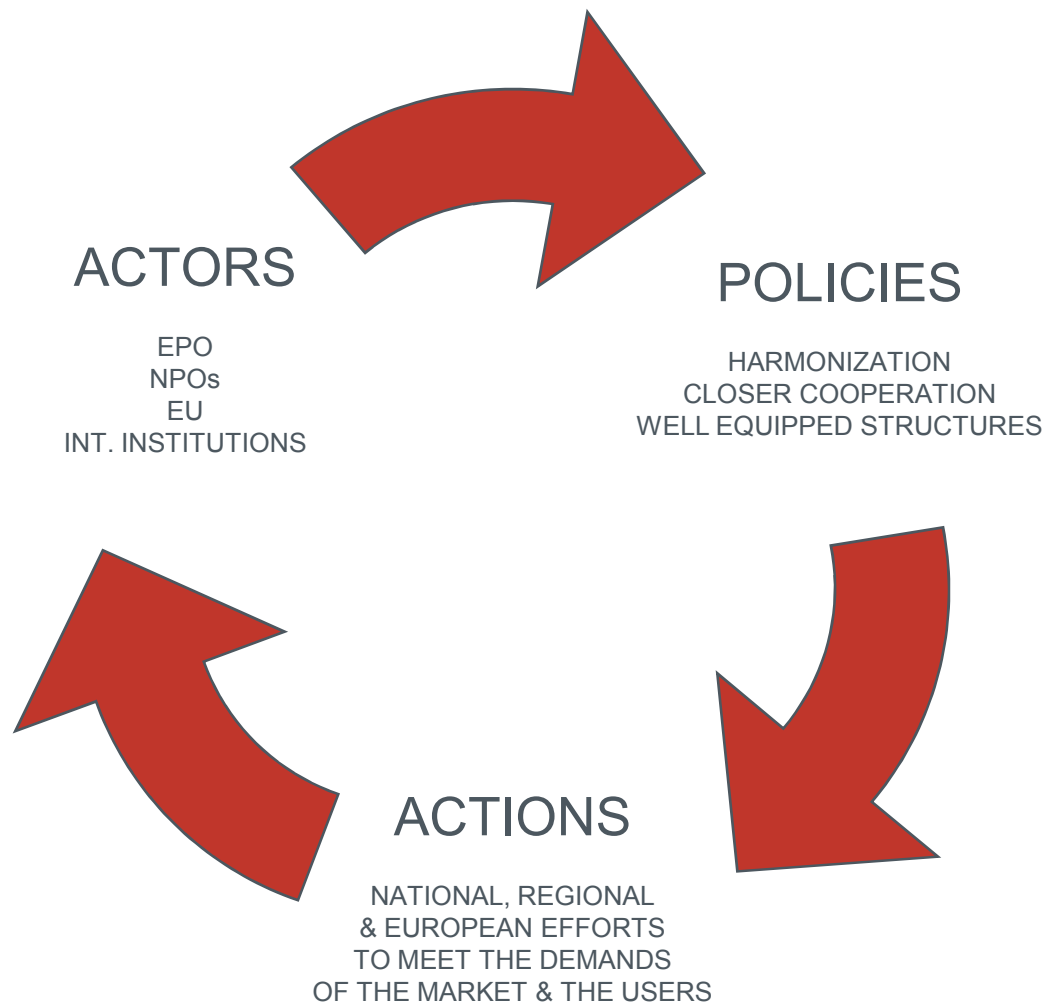 ACTORS
EPO
NPOs
EU
INT. INSTITUTIONS
POLICIES
HARMONIZATION
CLOSER COOPERATION
WELL EQUIPPED STRUCTURES
ACTIONS
NATIONAL, REGIONAL
& EUROPEAN EFFORTS
TO MEET THE DEMANDS
OF THE MARKET & THE USERS